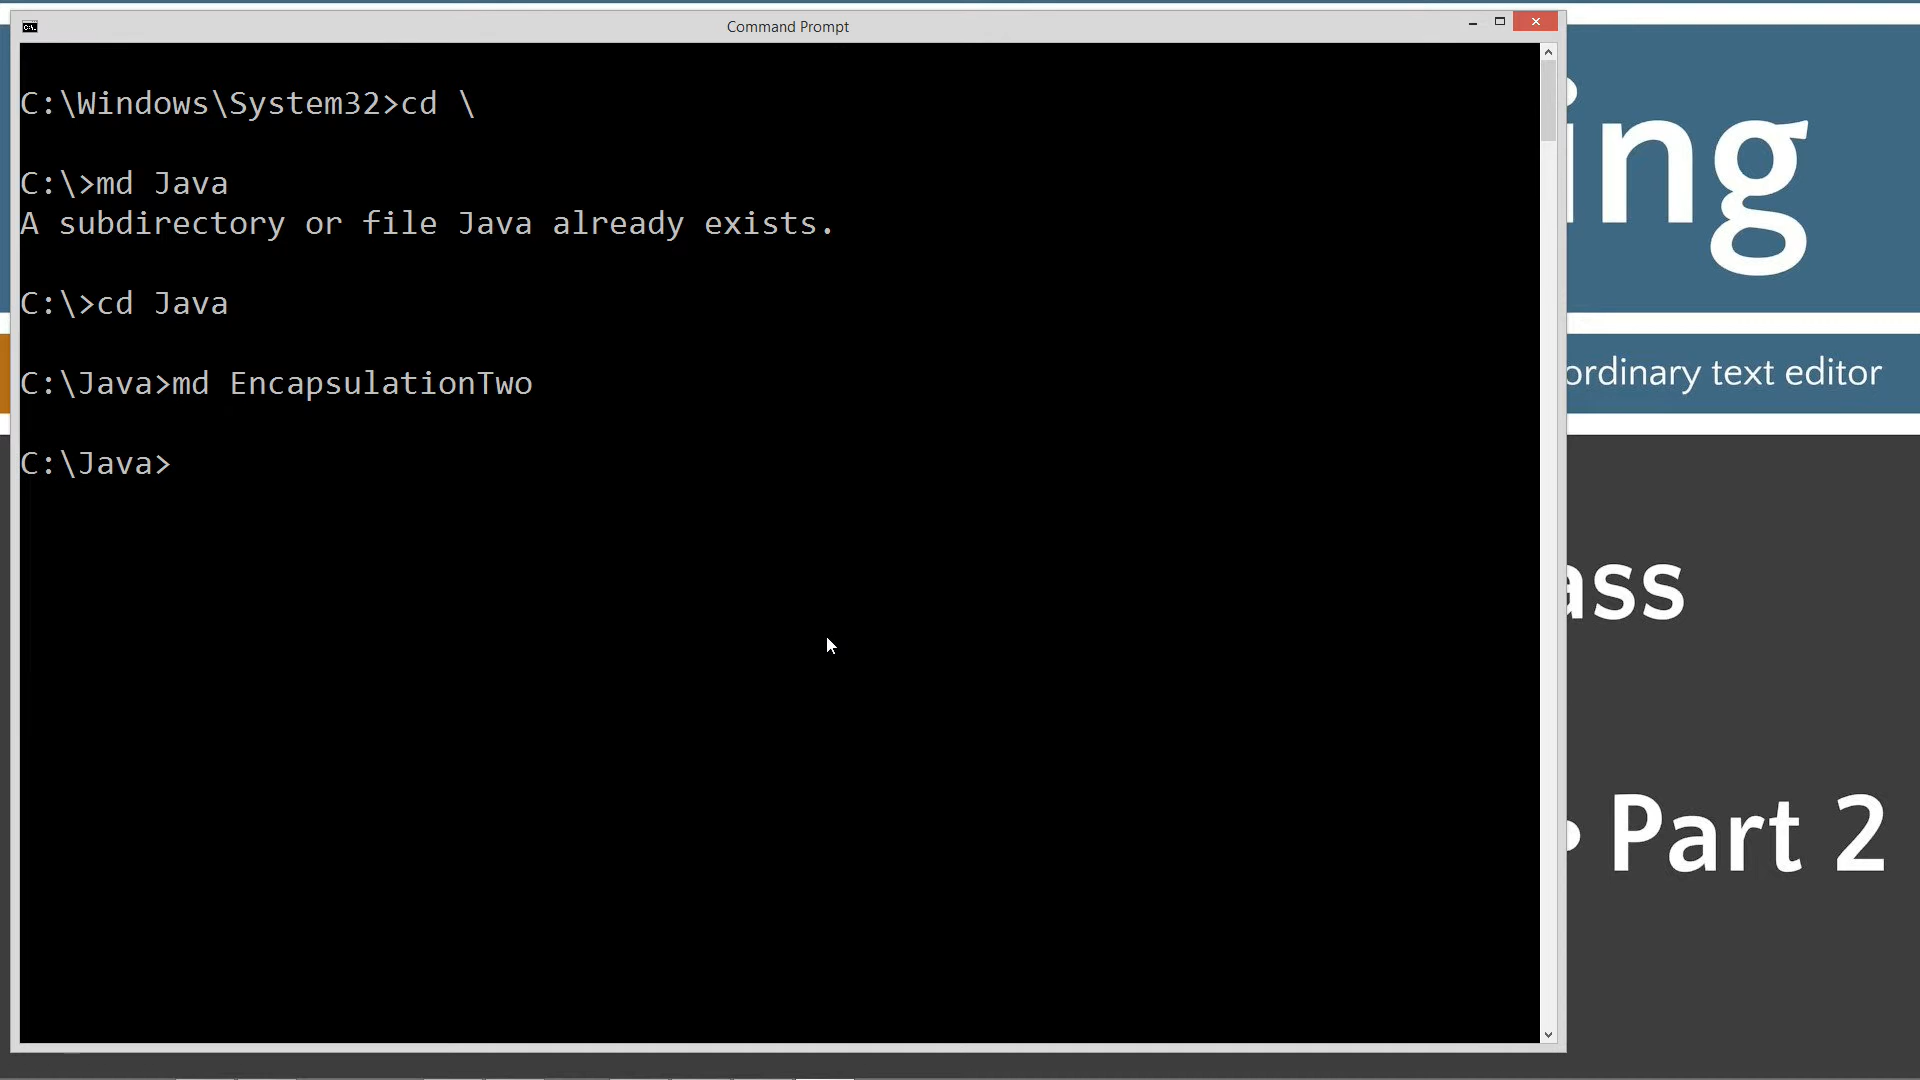 Command Prompt
C:\Windows\System32>cd \
C:\>md Java
A subdirectory or file Java already exists.
C:\>cd Java
C:\Java>md EncapsulationTwo
C:\Java>
ing
ordinary text editor
ass
• Part 2